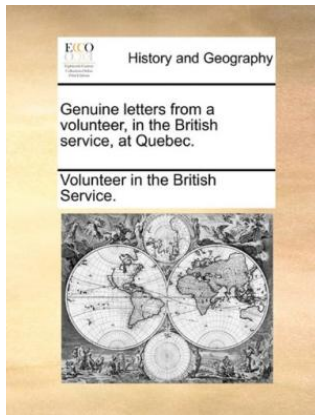 ECCO
History and Geography
Genuine letters from a
volunteer, in the British
service, at Quebec.
Volunteer in the British
Service.